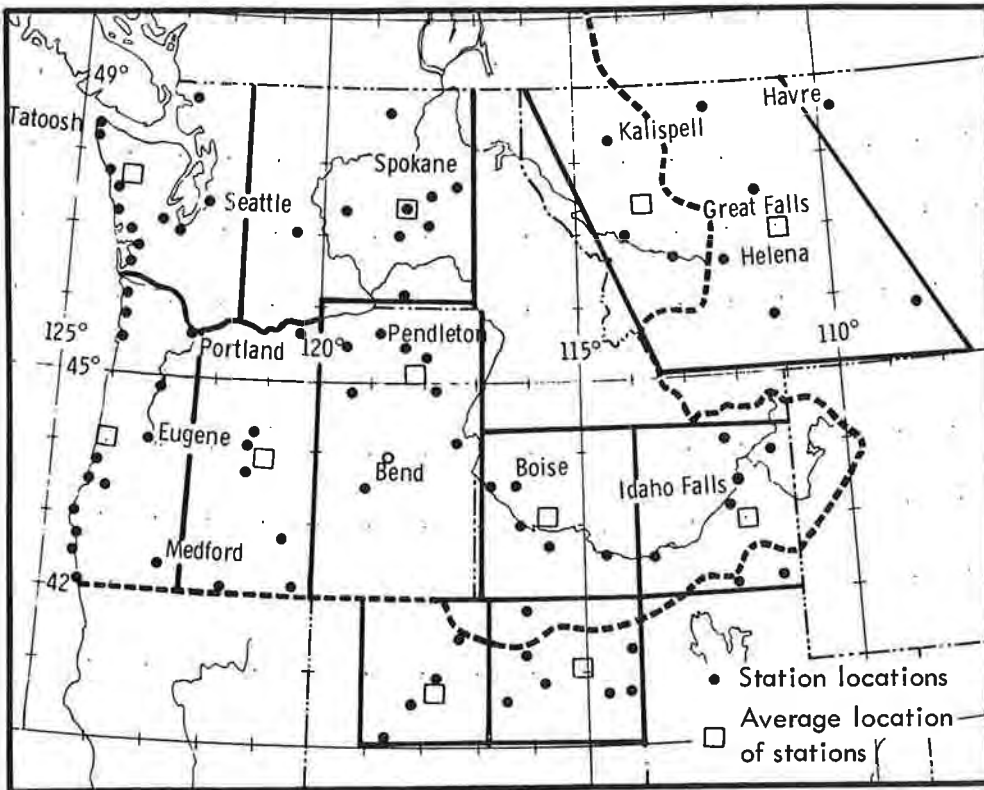 49°
Tatoosh
Seattle
Spokane
Kalispell
Havre
Great Falls
Helena
125°
45°
Portland
120°
Pendleton
115°
110°
Eugene
Bend
Boise
Idaho Falls
Medford
42
Station locations
Average location
of stations